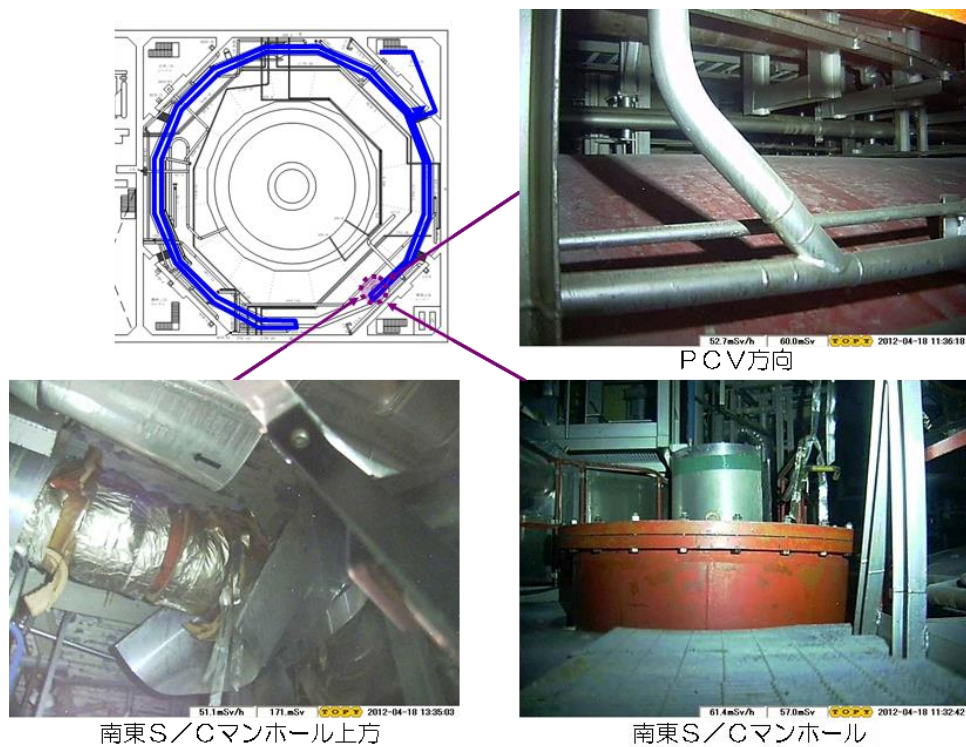 52.7mSv/h 60.0mSv TOPY 2012-04-18 11:36:18
PCV方向
51.1mSv/h 171.mSv TOPY 2012-04-18 13:35:03
南東S/Cマンホール上方
61.4mSv/h 57.0mSv TOPY 2012-04-18 11:32:42
南東S/Cマンホール